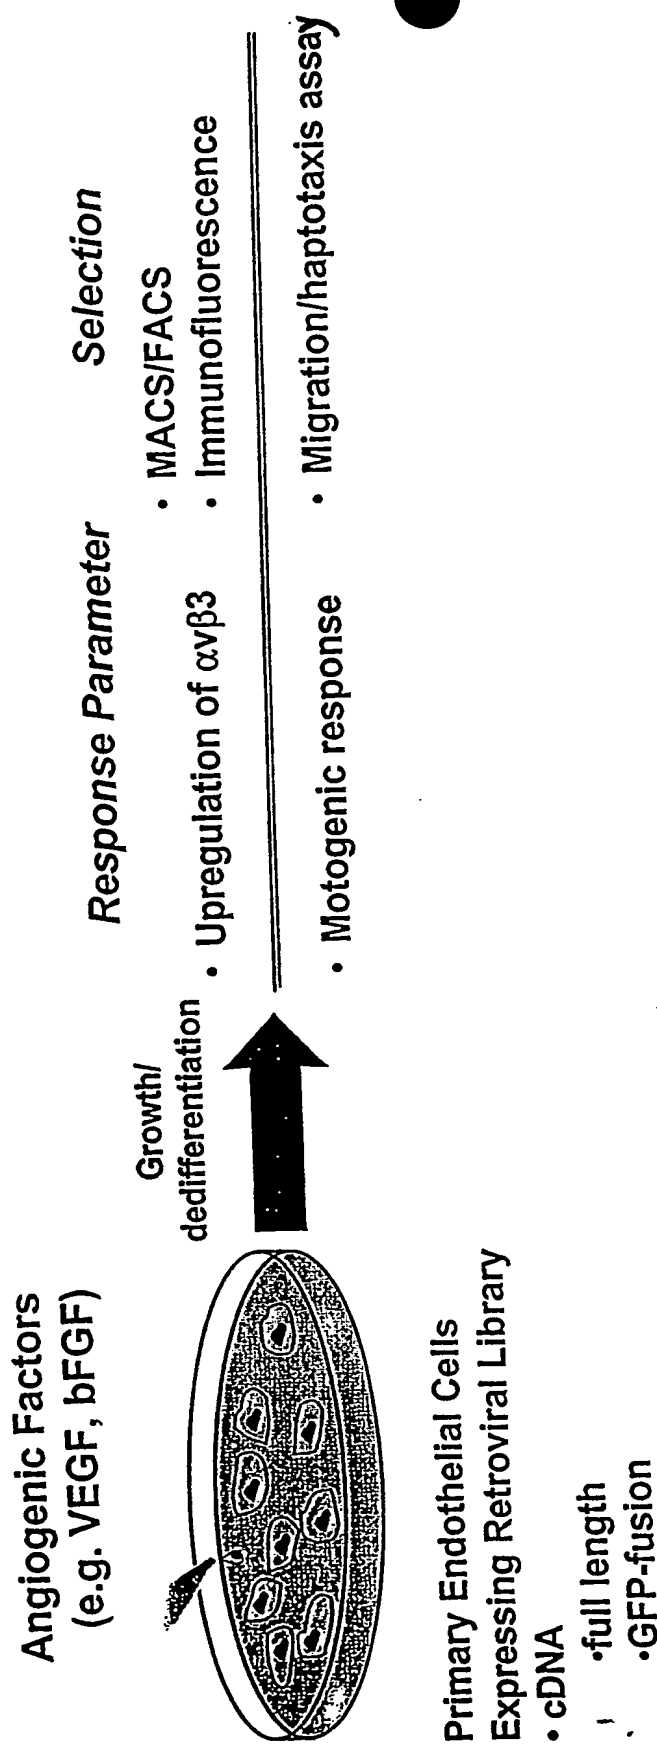 Angiogenic Factors
(e.g. VEGF, bFGF)
Primary Endothelial Cells
Expressing Retroviral Library
• cDNA
•full length
•GFP-fusion
Growth/
dedifferentiation
Response Parameter
• Upregulation of αvβ3
• Motogenic response
Selection
• MACS/FACS
• Immunofluorescence
• Migration/haptotaxis assay